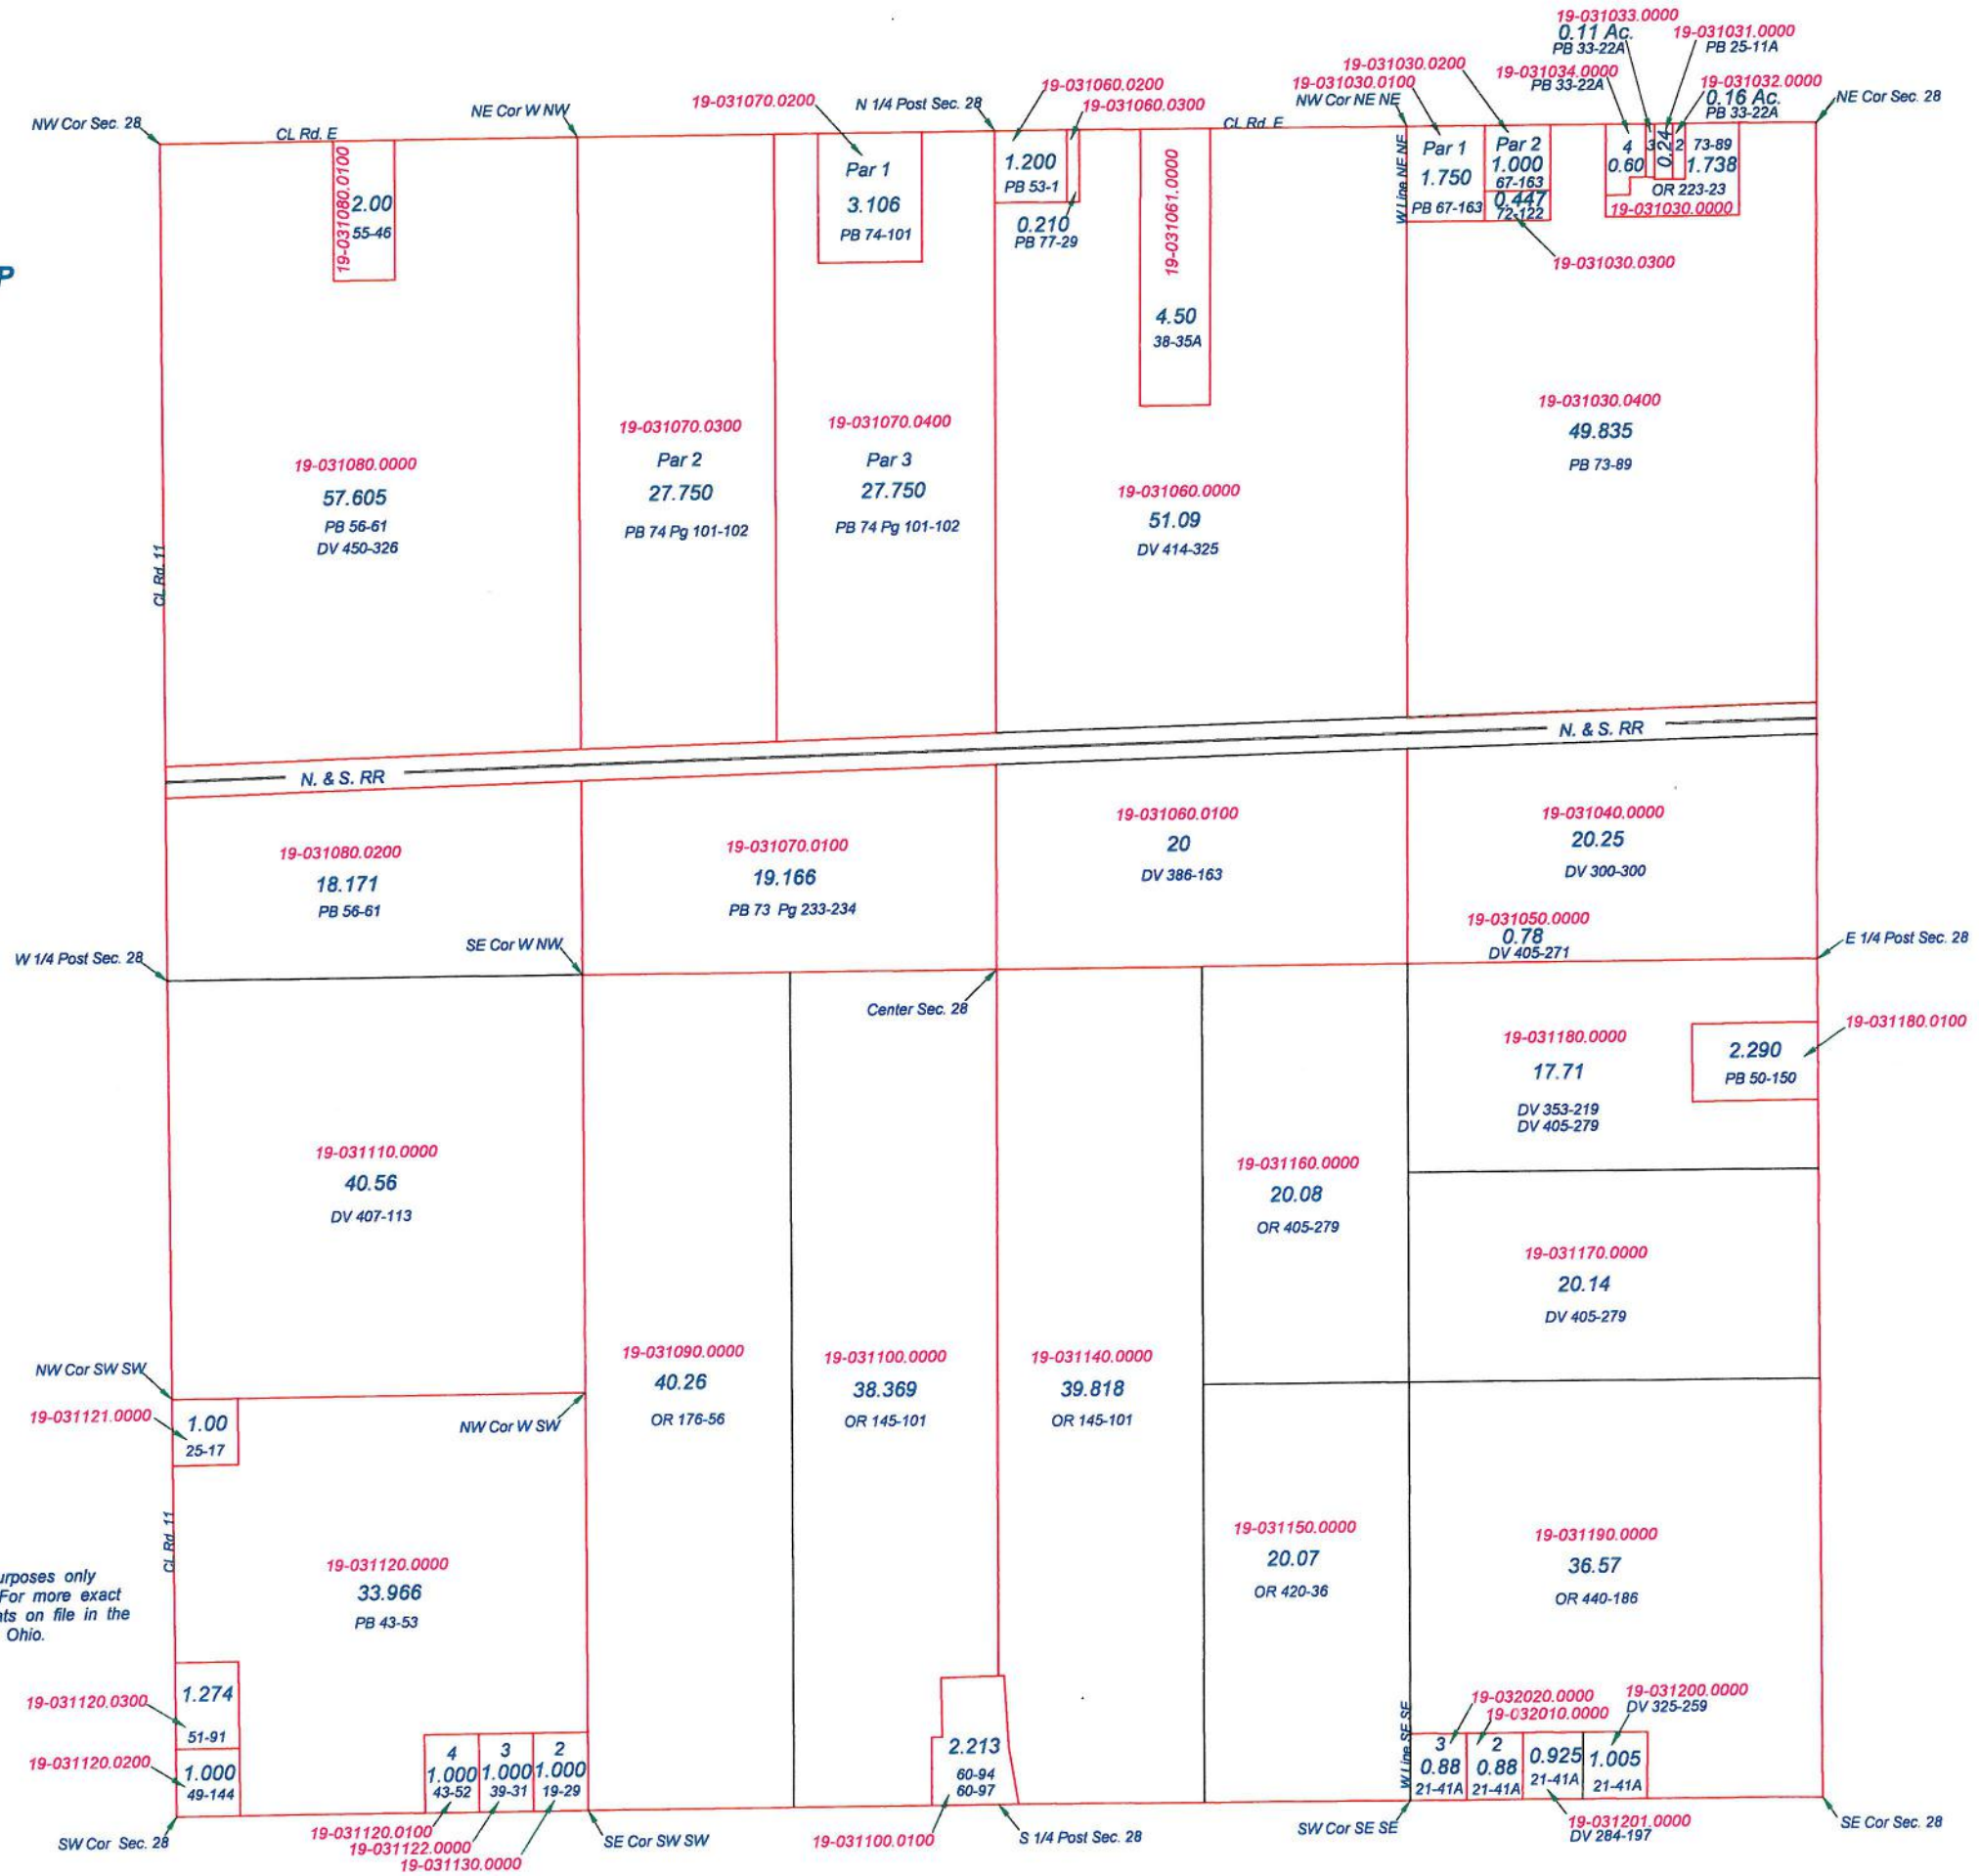 19-031033.0000
0.11 Ac.
PB 33-22A
19-031031.0000
PB 25-11A
19-031030.0200
19-031030.0100
NW Cor NE NE
19-031034.0000
PB 33-22A
19-031032.0000
0.16 Ac.
PB 33-22A
NE Cor Sec. 28
19-031060.0200
19-031060.0300
N 1/4 Post Sec. 28
19-031070.0200
NE Cor W NW
NW Cor Sec. 28
CL Rd. E
CL Rd. E
19-031080.0100
2.00
55-46
Par 1
3.106
PB 74-101
1.200
PB 53-1
0.210
PB 77-29
19-031061.0000
4.50
38-35A
W Line NE NE
Par 1
1.750
PB 67-163
Par 2
1.000
67-163
0.447
72-122
19-031030.0300
4
0.60
3
0.24
2
73-89
1.738
OR 223-23
19-031030.0000
P
19-031080.0000
57.605
PB 56-61
DV 450-326
19-031070.0300
Par 2
27.750
PB 74 Pg 101-102
19-031070.0400
Par 3
27.750
PB 74 Pg 101-102
19-031060.0000
51.09
DV 414-325
19-031030.0400
49.835
PB 73-89
CL Rd. 11
N. & S. RR
N. & S. RR
19-031080.0200
18.171
PB 56-61
19-031070.0100
19.166
PB 73 Pg 233-234
19-031060.0100
20
DV 386-163
19-031040.0000
20.25
DV 300-300
19-031050.0000
0.78
DV 405-271
W 1/4 Post Sec. 28
SE Cor W NW
Center Sec. 28
E 1/4 Post Sec. 28
19-031180.0000
17.71
DV 353-219
DV 405-279
2.290
PB 50-150
19-031180.0100
19-031110.0000
40.56
DV 407-113
19-031160.0000
20.08
OR 405-279
19-031170.0000
20.14
DV 405-279
NW Cor SW SW
19-031121.0000
1.00
25-17
NW Cor W SW
19-031090.0000
40.26
OR 176-56
19-031100.0000
38.369
OR 145-101
19-031140.0000
39.818
OR 145-101
CL Rd. 11
19-031120.0000
33.966
PB 43-53
19-031150.0000
20.07
OR 420-36
19-031190.0000
36.57
OR 440-186
urposes only
For more exact
nts on file in the
Ohio.
19-031120.0300
1.274
51-91
19-031120.0200
1.000
49-144
4
1.000
43-52
3
1.000
39-31
2
1.000
19-29
2.213
60-94
60-97
W Line SE SE
19-032020.0000
19-032010.0000
19-031200.0000
DV 325-259
3
0.88
21-41A
2
0.88
21-41A
0.925
21-41A
1.005
21-41A
SW Cor Sec. 28
19-031120.0100
19-031122.0000
19-031130.0000
SE Cor SW SW
19-031100.0100
S 1/4 Post Sec. 28
SW Cor SE SE
19-031201.0000
DV 284-197
SE Cor Sec. 28